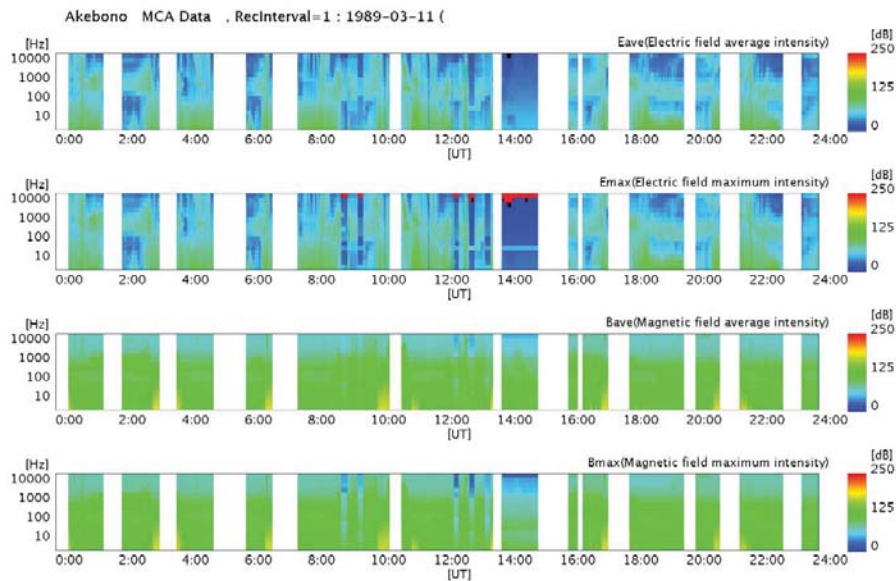 Akebono MCA Data , RecInterval=1 : 1989-03-11 (
[Hz] Eave(Electric field average intensity) [dB]
10000 250
1000
100 125
10
0
0:00 2:00 4:00 6:00 8:00 10:00 12:00 14:00 16:00 18:00 20:00 22:00 24:00
[UT]
[Hz] Emax(Electric field maximum intensity) [dB]
10000 250
1000
100 125
10
0
0:00 2:00 4:00 6:00 8:00 10:00 12:00 14:00 16:00 18:00 20:00 22:00 24:00
[UT]
[Hz] Bave(Magnetic field average intensity) [dB]
10000 250
1000
100 125
10
0
0:00 2:00 4:00 6:00 8:00 10:00 12:00 14:00 16:00 18:00 20:00 22:00 24:00
[UT]
[Hz] Bmax(Magnetic field maximum intensity) [dB]
10000 250
1000
100 125
10
0
0:00 2:00 4:00 6:00 8:00 10:00 12:00 14:00 16:00 18:00 20:00 22:00 24:00
[UT]